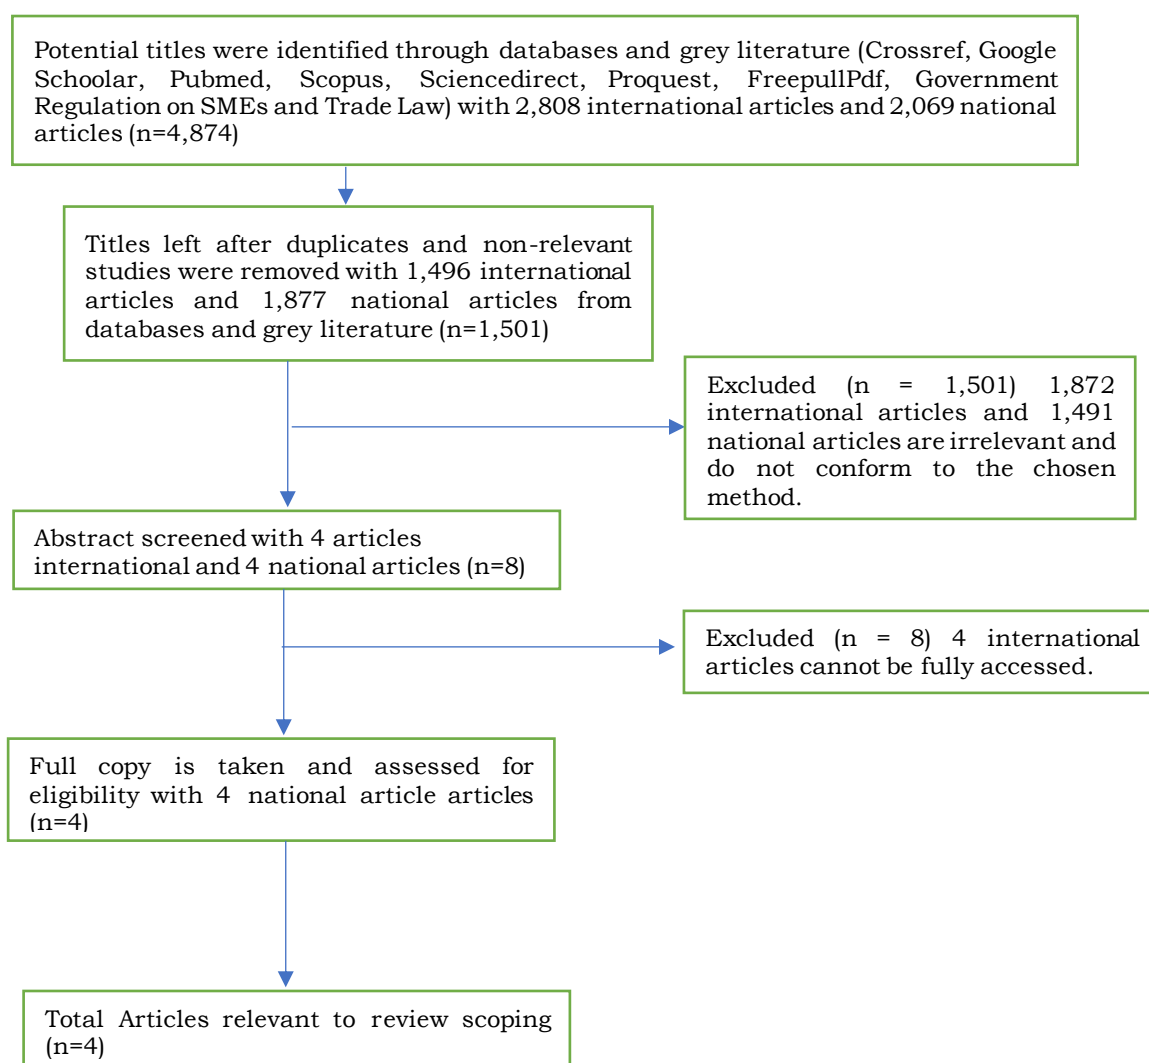 Potential titles were identified through databases and grey literature (Crossref, Google
Schoolar, Pubmed, Scopus, Sciencedirect, Proquest, FreepullPdf, Government
Regulation on SMEs and Trade Law) with 2,808 international articles and 2,069 national
articles (n=4,874)
Titles left after duplicates and non-relevant
studies were removed with 1,496 international
articles and 1,877 national articles from
databases and grey literature (n=1,501)
Excluded (n = 1,501) 1,872
international articles and 1,491
national articles are irrelevant and
do not conform to the chosen
method.
Abstract screened with 4 articles
international and 4 national articles (n=8)
Excluded (n = 8) 4 international
articles cannot be fully accessed.
Full copy is taken and assessed for
eligibility with 4 national article articles
(n=4)
Total Articles relevant to review scoping
(n=4)